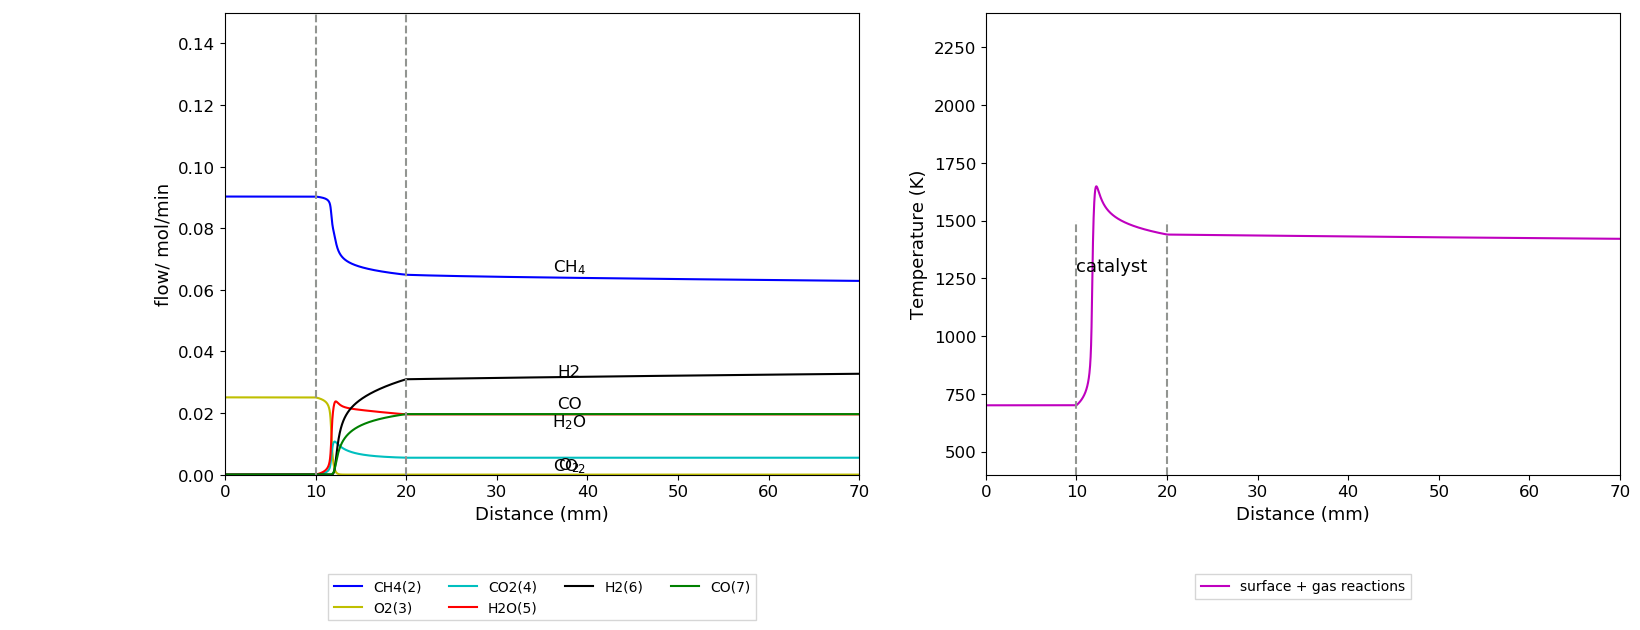 0.14
0.12
0.10
0.08
0.06
0.04
0.02
0.00
flow/ mol/min
CH4
H2
CO
H2O
CO2
O2
0 10 20 30 40 50 60 70
Distance (mm)
CH4(2) CO2(4) H2(6) CO(7)
O2(3) H2O(5)
2250
2000
1750
1500
1250
1000
750
500
Temperature (K)
catalyst
0 10 20 30 40 50 60 70
Distance (mm)
surface + gas reactions